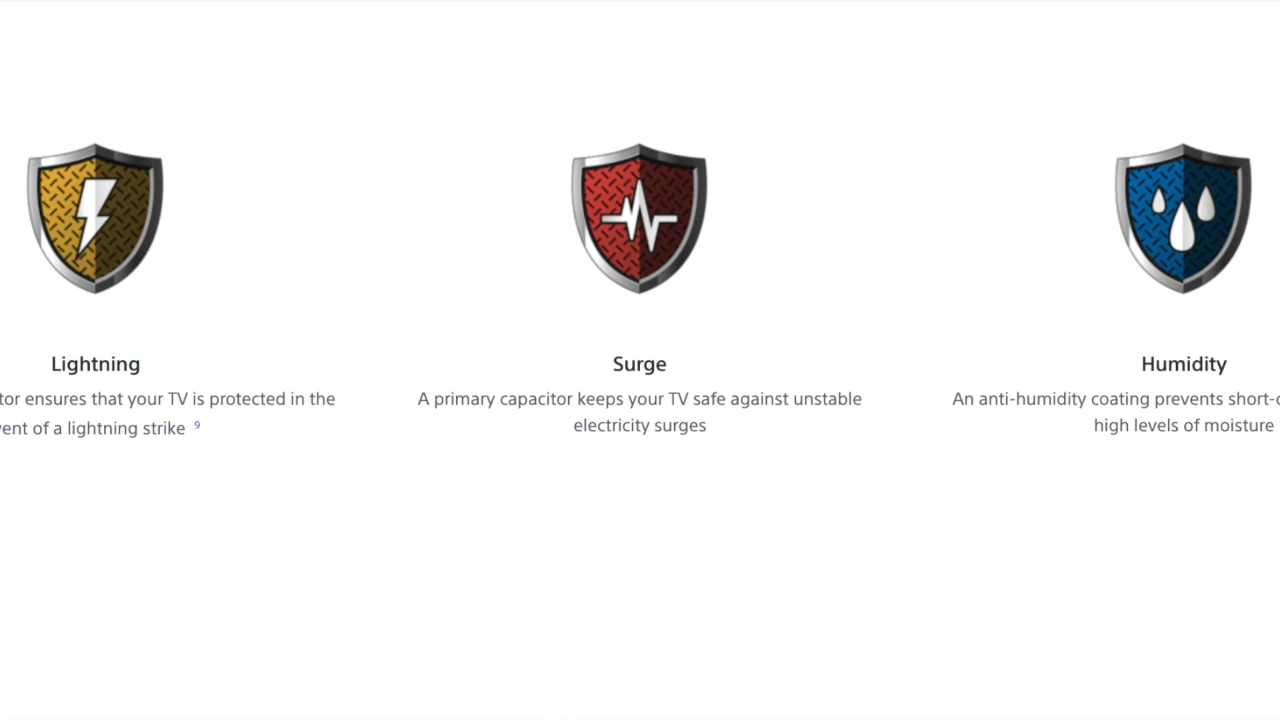 Lightning
tor ensures that your TV is protected in the
vent of a lightning strike 9
Surge
A primary capacitor keeps your TV safe against unstable
electricity surges
Humidity
An anti-humidity coating prevents short-c
high levels of moisture